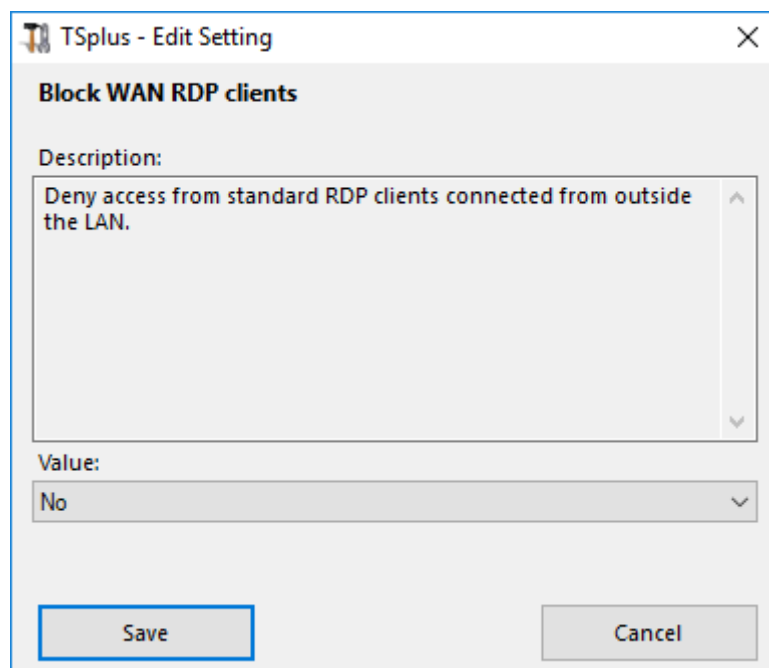 TSplus - Edit Setting
Block WAN RDP clients
Description:
Deny access from standard RDP clients connected from outside
the LAN.
Value:
No
Save
Cancel